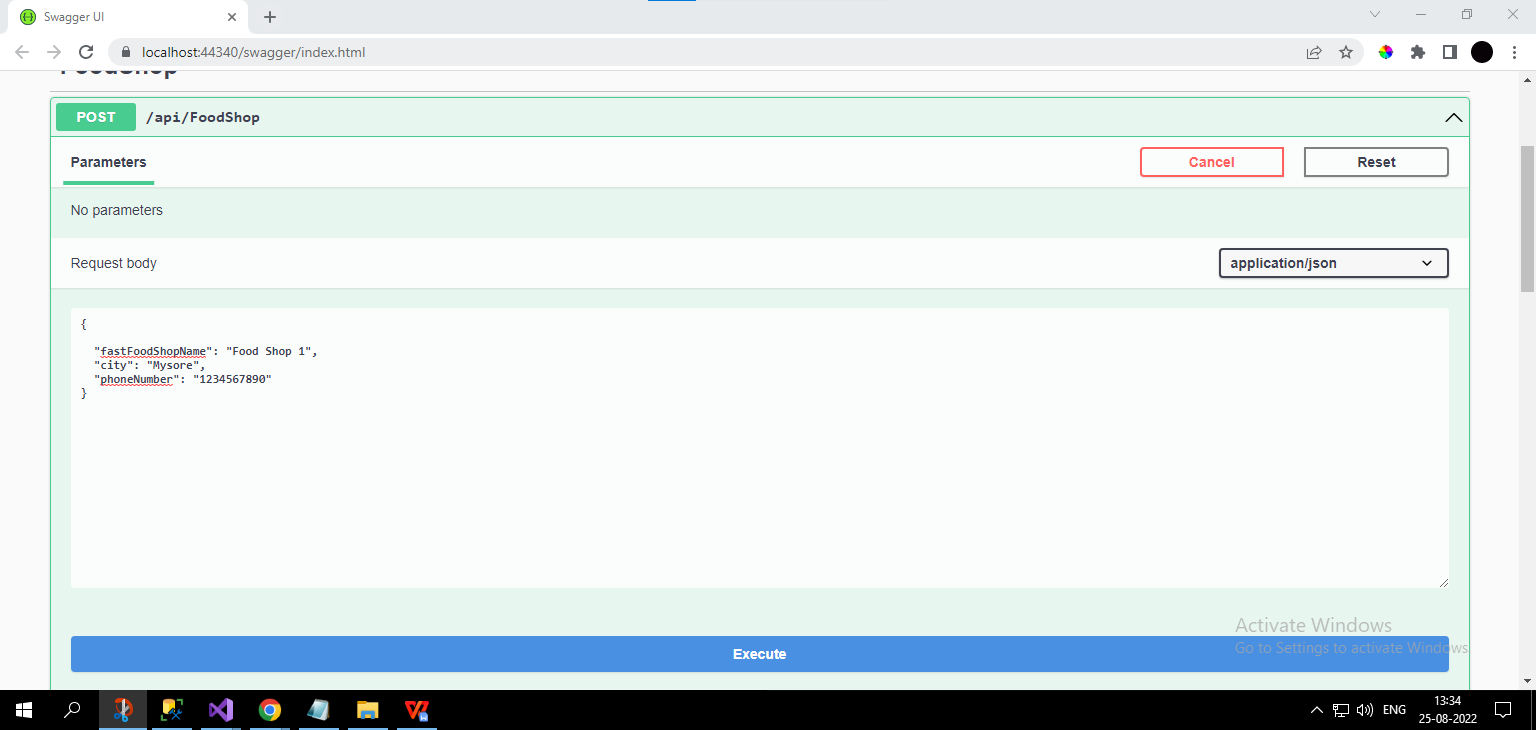 Swagger UI
localhost:44340/swagger/index.html
FoodShop
POST /api/FoodShop
Parameters
Cancel
Reset
No parameters
Request body
application/json
{
"fastFoodShopName": "Food Shop 1",
"city": "Mysore",
"phoneNumber": "1234567890"
}
Execute
Activate Windows
Go to Settings to activate Windows.
ENG
13:34
25-08-2022